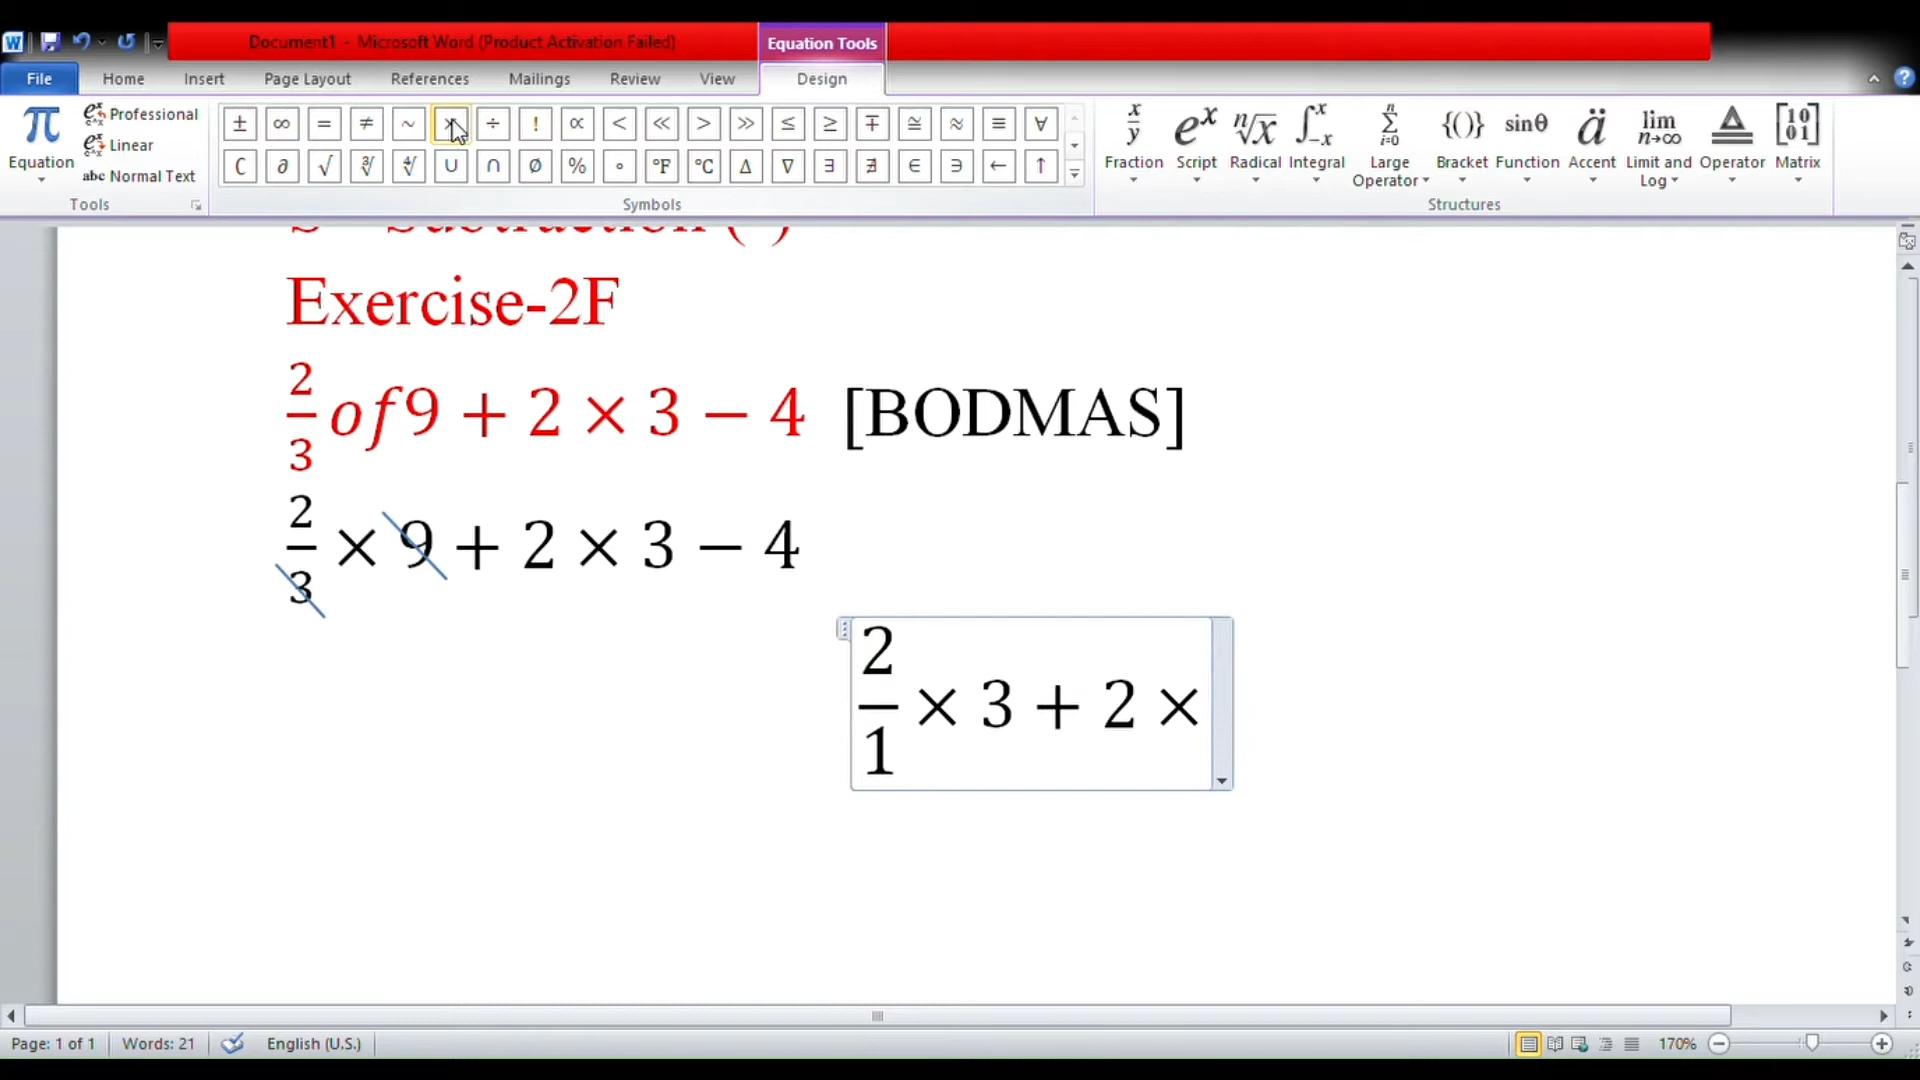 Document1 - Microsoft Word (Product Activation Failed)
Equation Tools
File Home Insert Page Layout References Mailings Review View Design
π Equation
Professional
Linear
abc Normal Text
Tools
± ∞ = ≠ ~ × ÷ ! ∝ < ≪ > ≫ ≤ ≥ ∓ ≅ ≈ ≡ ∀
∁ ∂ √ ∛ ∜ ∪ ∩ ∅ % ° °F °C ∆ ∇ ∃ ∄ ∈ ∋ ← ↑
Symbols
Fraction Script Radical Integral Large Operator Bracket Function Accent Limit and Log Operator Matrix
Structures
S - Subtraction (-)
Exercise-2F
2/3 of9 + 2 × 3 − 4 [BODMAS]
2/3 × 9 + 2 × 3 − 4
2/1 × 3 + 2 ×
Page: 1 of 1 Words: 21 English (U.S.) 170%